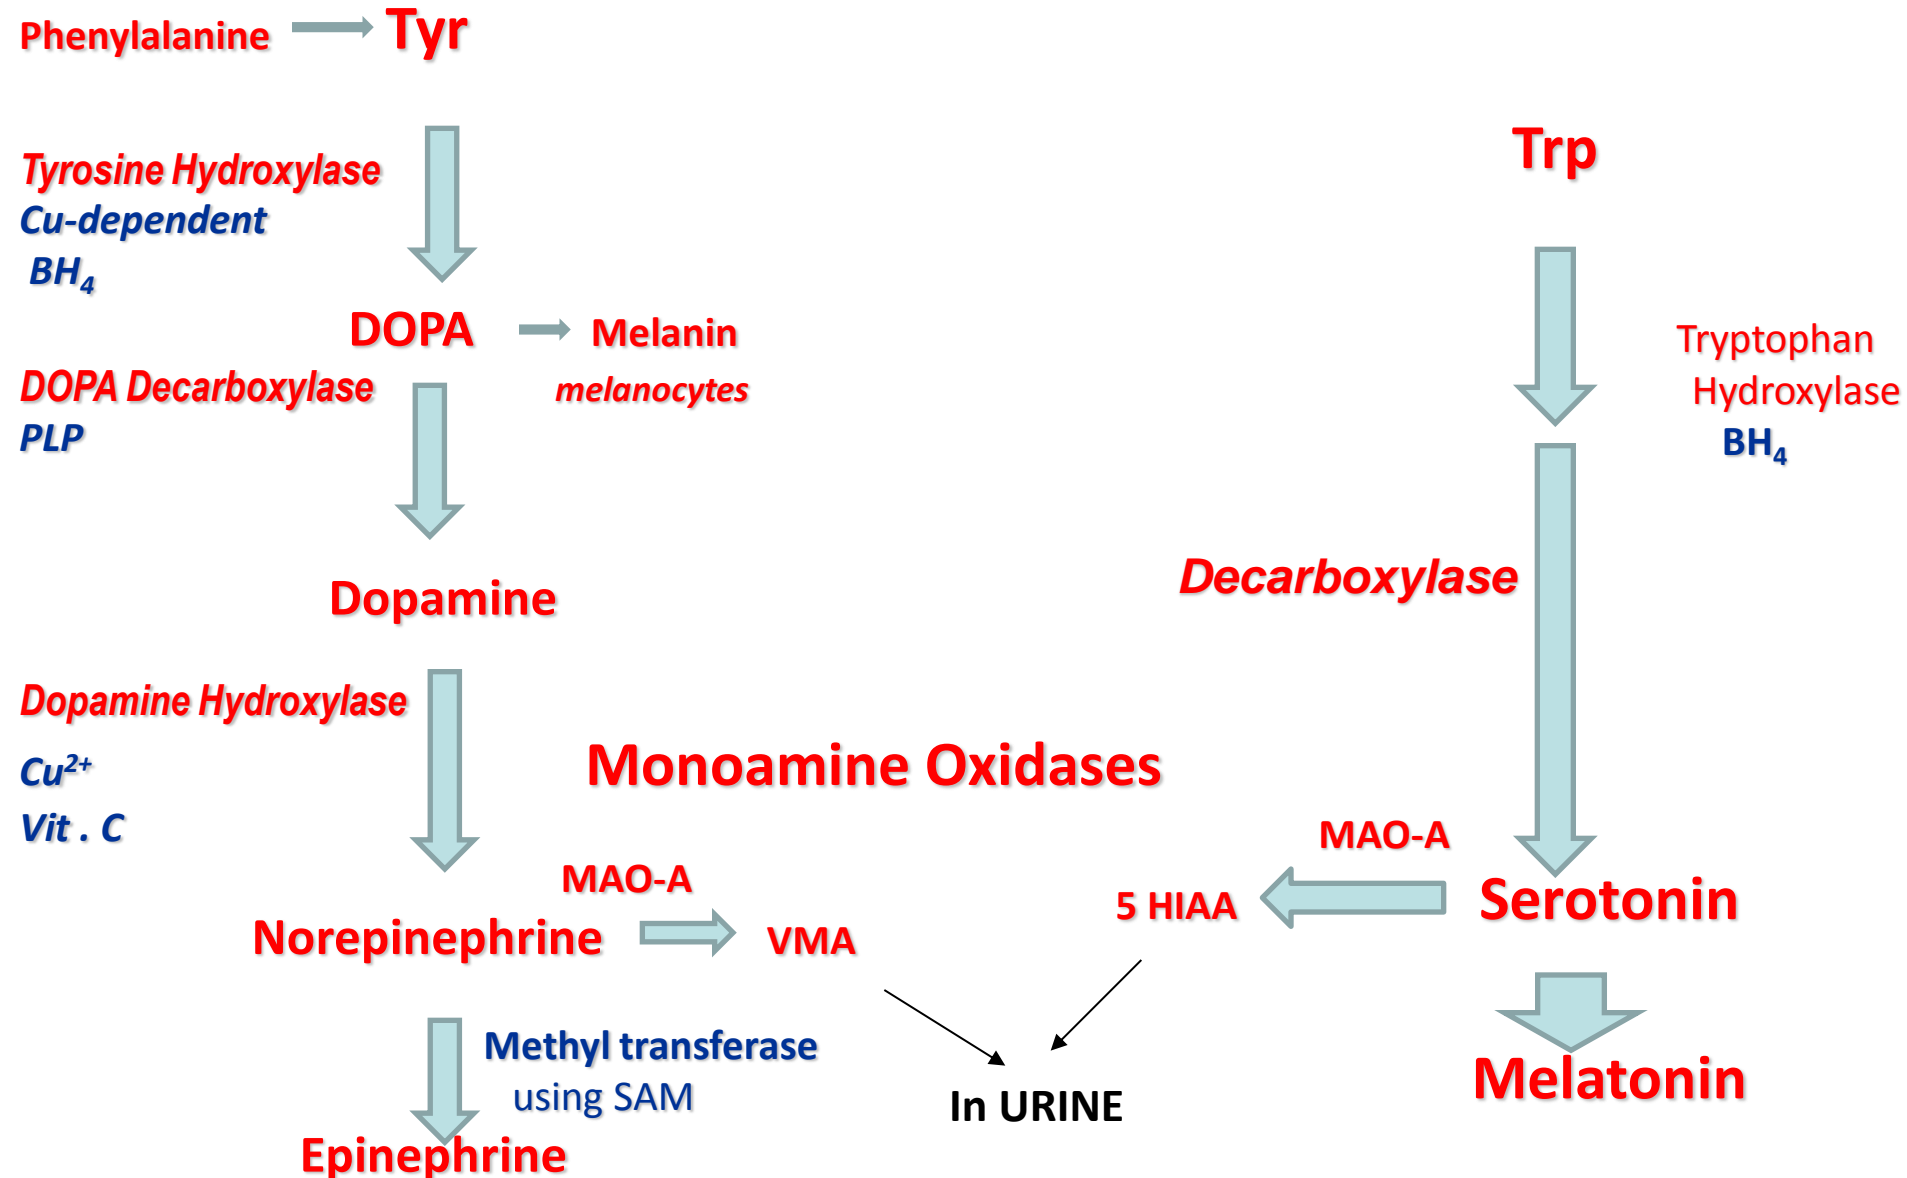 Phenylalanine
Tyr
Tyrosine Hydroxylase
Cu-dependent
BH₄
DOPA
Melanin
melanocytes
DOPA Decarboxylase
PLP
Dopamine
Dopamine Hydroxylase
Cu²⁺
Vit . C
Monoamine Oxidases
MAO-A
Norepinephrine
VMA
Methyl transferase
using SAM
Epinephrine
In URINE
Trp
Tryptophan
Hydroxylase
BH₄
Decarboxylase
MAO-A
5 HIAA
Serotonin
Melatonin